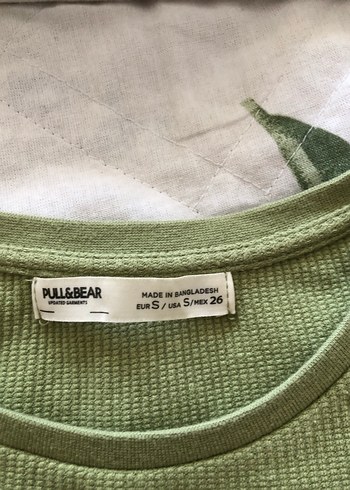 PULL&BEAR
UPDATED GARMENTS
MADE IN BANGLADESH
EUR S / USA S/MEX 26